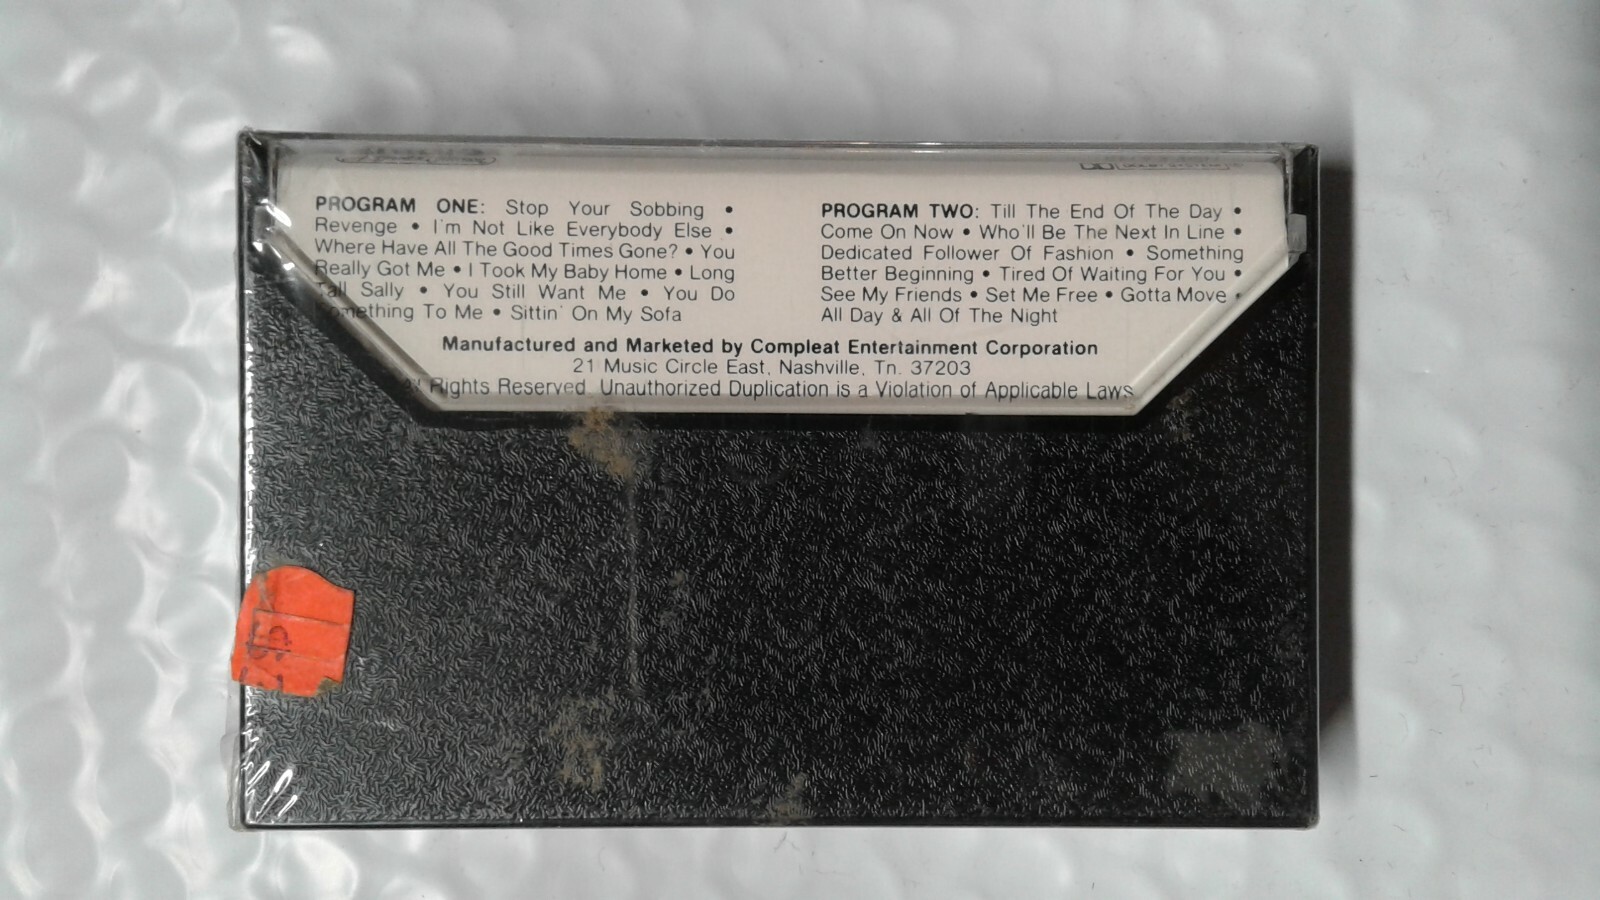 PROGRAM ONE: Stop Your Sobbing •
Revenge • I'm Not Like Everybody Else •
Where Have All The Good Times Gone? • You
Really Got Me • I Took My Baby Home • Long
Tall Sally • You Still Want Me • You Do
Something To Me • Sittin' On My Sofa
PROGRAM TWO: Till The End Of The Day •
Come On Now • Who'll Be The Next In Line •
Dedicated Follower Of Fashion • Something
Better Beginning • Tired Of Waiting For You •
See My Friends • Set Me Free • Gotta Move •
All Day & All Of The Night
Manufactured and Marketed by Compleat Entertainment Corporation
21 Music Circle East, Nashville, Tn. 37203
All Rights Reserved. Unauthorized Duplication is a Violation of Applicable Laws